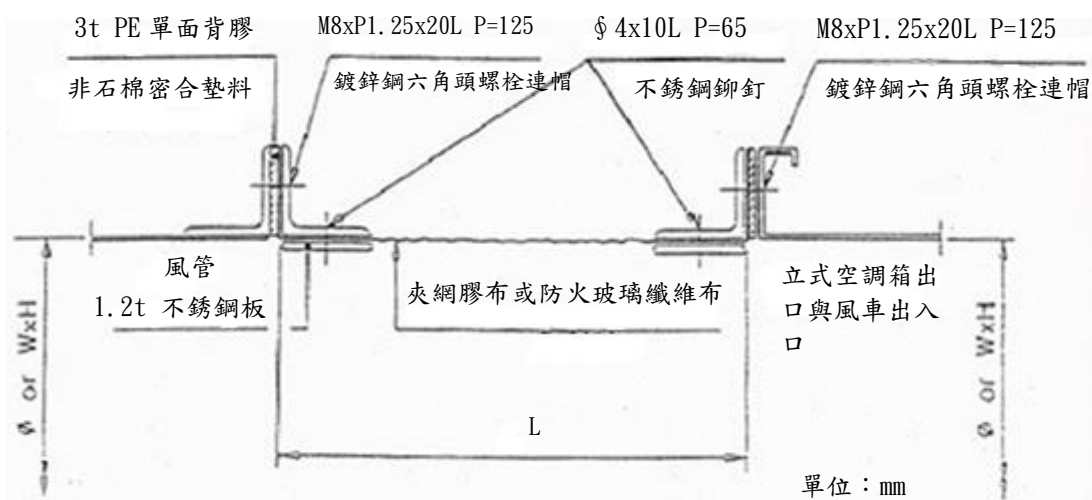 3t PE 單面背膠
非石棉密合墊料
M8xP1.25x20L P=125
鍍鋅鋼六角頭螺栓連帽
∮4x10L P=65
不銹鋼鉚釘
M8xP1.25x20L P=125
鍍鋅鋼六角頭螺栓連帽
風管
1.2t 不銹鋼板
夾網膠布或防火玻璃纖維布
立式空調箱出
口與風車出入
口
ø or WxH
L
ø or WxH
單位：mm